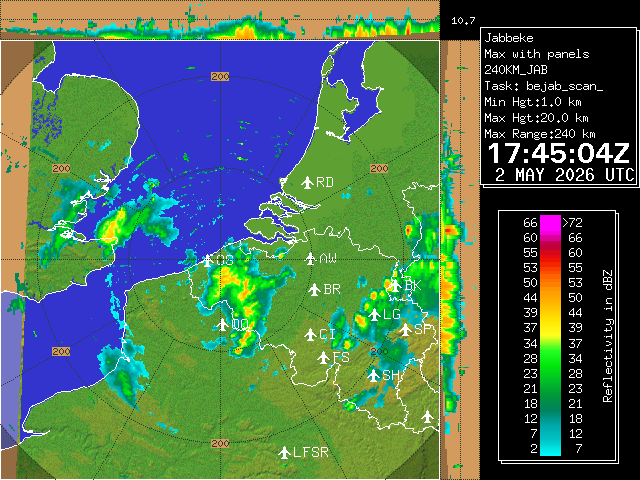 10.7
Jabbeke
Max with panels
240KM_JAB
Task: bejab_scan_
Min Hgt:1.0 km
Max Hgt:20.0 km
Max Range:240 km
17:45:04Z
2 MAY 2026 UTC
200
200
200
RD
OS
AW
BR
BK
LG
QO
CI
SP
FS
200
200
SH
200
LFSR
66 >72
60 66
55 60
50 55
44 50
39 44
37 39
34 37
28 34
23 28
21 23
18 21
12 18
7 12
2 7
Reflectivity in dBZ